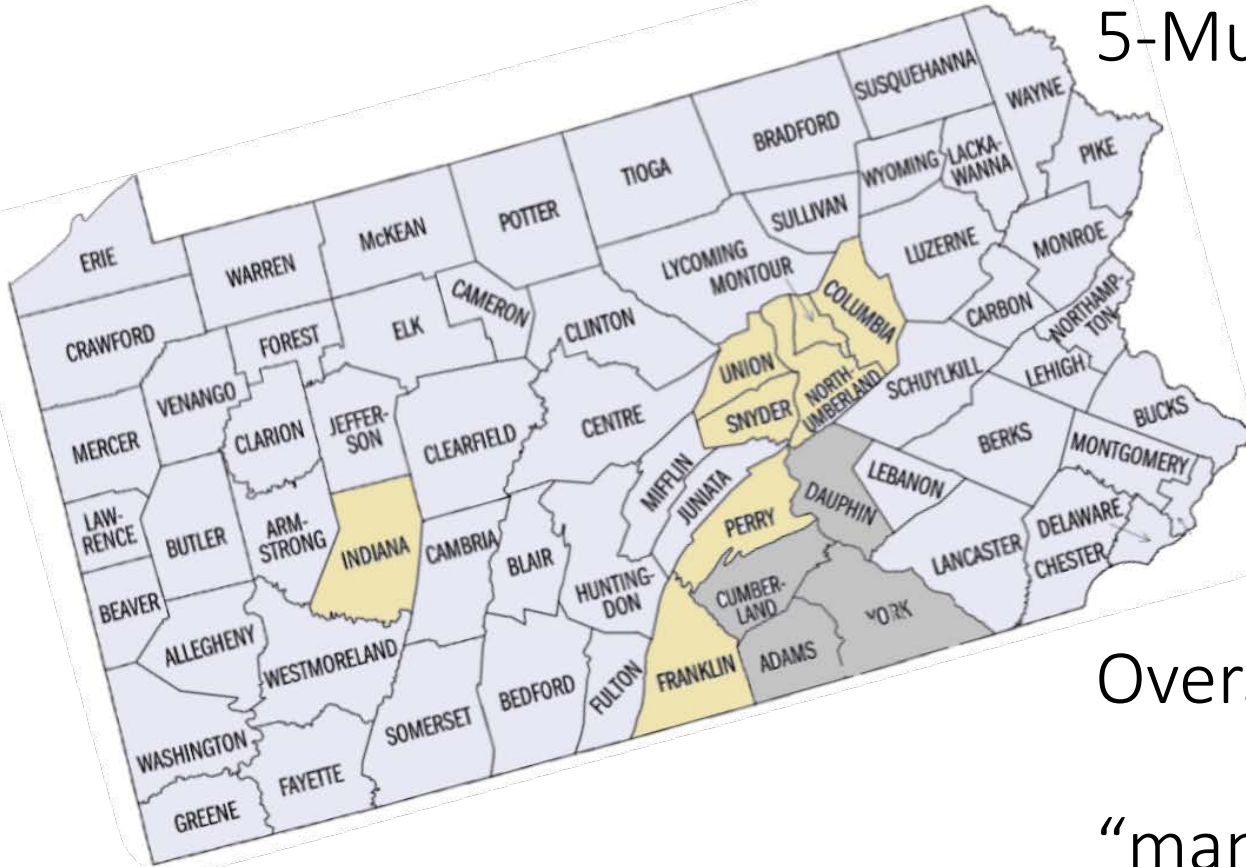 5-Mu
SUSQUEHANNA
WAYNE
BRADFORD
TIOGA
WYOMING
LACKA-
WANNA
PIKE
POTTER
SULLIVAN
McKEAN
ERIE
WARREN
LYCOMING
LUZERNE
MONROE
MONTOUR
CAMERON
COLUMBIA
CARBON
NORTHAMP-
TON
CRAWFORD
FOREST
ELK
CLINTON
UNION
NORTH-
UMBERLAND
SCHUYLKILL
LEHIGH
VENANGO
SNYDER
BUCKS
CLARION
JEFFER-
SON
CENTRE
BERKS
MERCER
CLEARFIELD
MONTGOMERY
MIFFLIN
LEBANON
JUNIATA
DAUPHIN
LAW-
RENCE
BUTLER
ARM-
STRONG
PERRY
DELAWARE
INDIANA
CAMBRIA
BLAIR
LANCASTER
CHESTER
BEAVER
HUNTING-
DON
CUMBER-
LAND
YORK
ALLEGHENY
WESTMORELAND
FRANKLIN
ADAMS
Over
BEDFORD
FULTON
SOMERSET
WASHINGTON
FAYETTE
GREENE
“mar